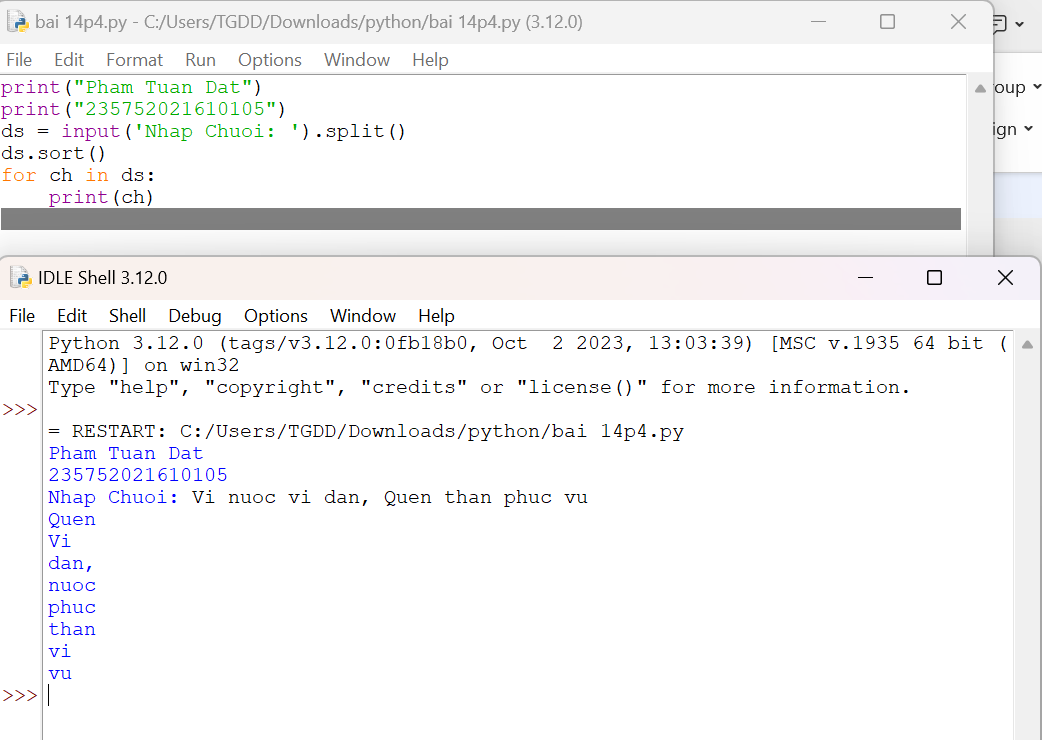 bai 14p4.py - C:/Users/TGDD/Downloads/python/bai 14p4.py (3.12.0)
File Edit Format Run Options Window Help
oup
ign
print("Pham Tuan Dat")
print("235752021610105")
ds = input('Nhap Chuoi: ').split()
ds.sort()
for ch in ds:
    print(ch)
IDLE Shell 3.12.0
File Edit Shell Debug Options Window Help
Python 3.12.0 (tags/v3.12.0:0fb18b0, Oct  2 2023, 13:03:39) [MSC v.1935 64 bit (
AMD64)] on win32
Type "help", "copyright", "credits" or "license()" for more information.
>>>
= RESTART: C:/Users/TGDD/Downloads/python/bai 14p4.py
Pham Tuan Dat
235752021610105
Nhap Chuoi: Vi nuoc vi dan, Quen than phuc vu
Quen
Vi
dan,
nuoc
phuc
than
vi
vu
>>>